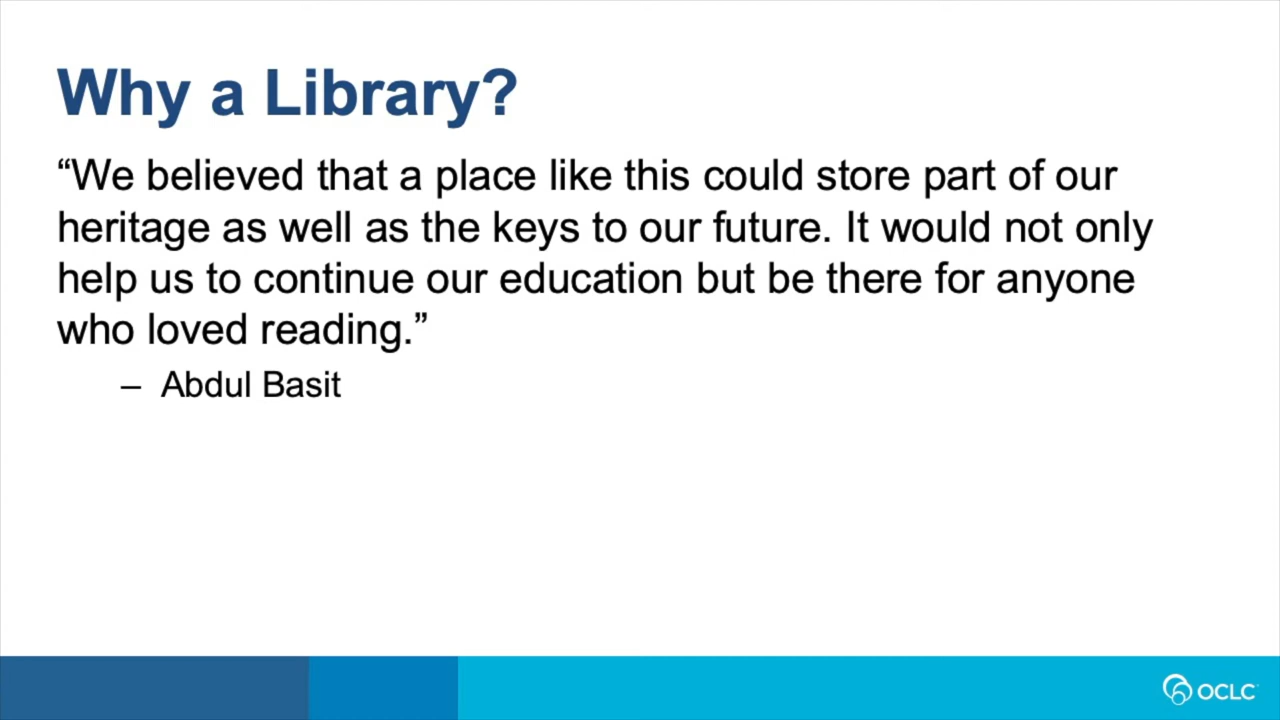 Why a Library?
“We believed that a place like this could store part of our
heritage as well as the keys to our future. It would not only
help us to continue our education but be there for anyone
who loved reading.”
– Abdul Basit
OCLC